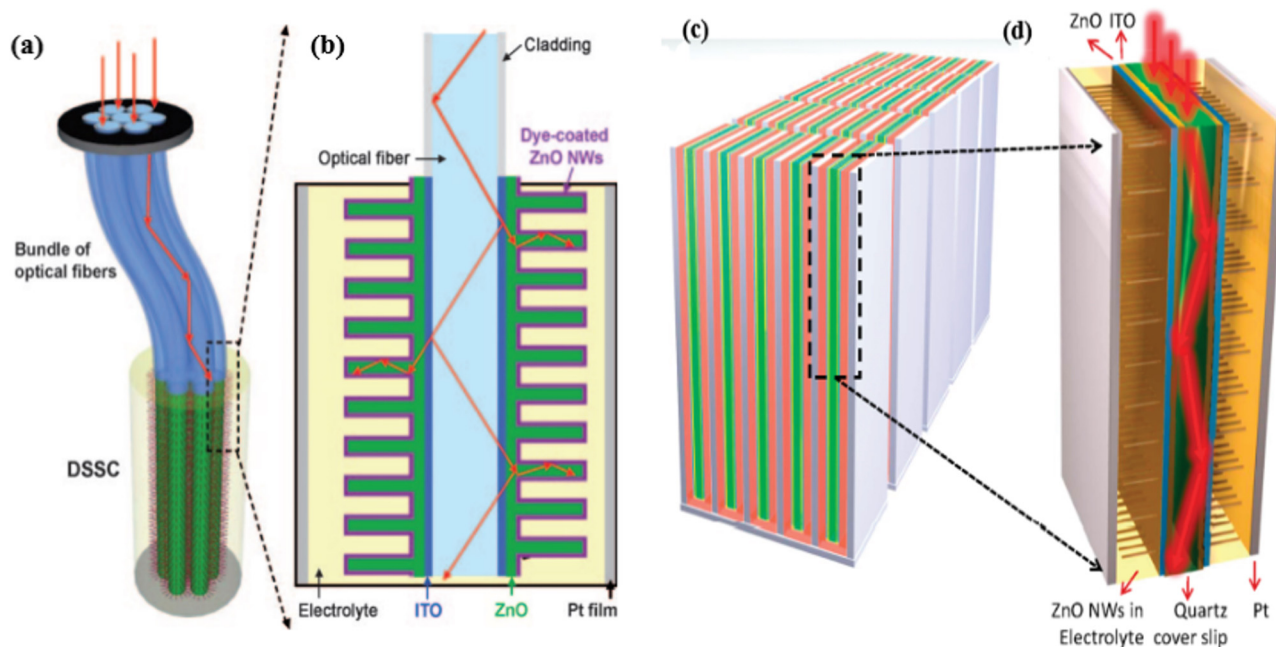 (a)
Bundle of
optical fibers
DSSC
(b)
Cladding
Optical fiber
Dye-coated
ZnO NWs
Electrolyte
ITO
ZnO
Pt film
(c)
(d)
ZnO ITO
ZnO NWs in
Electrolyte
Quartz
cover slip
Pt